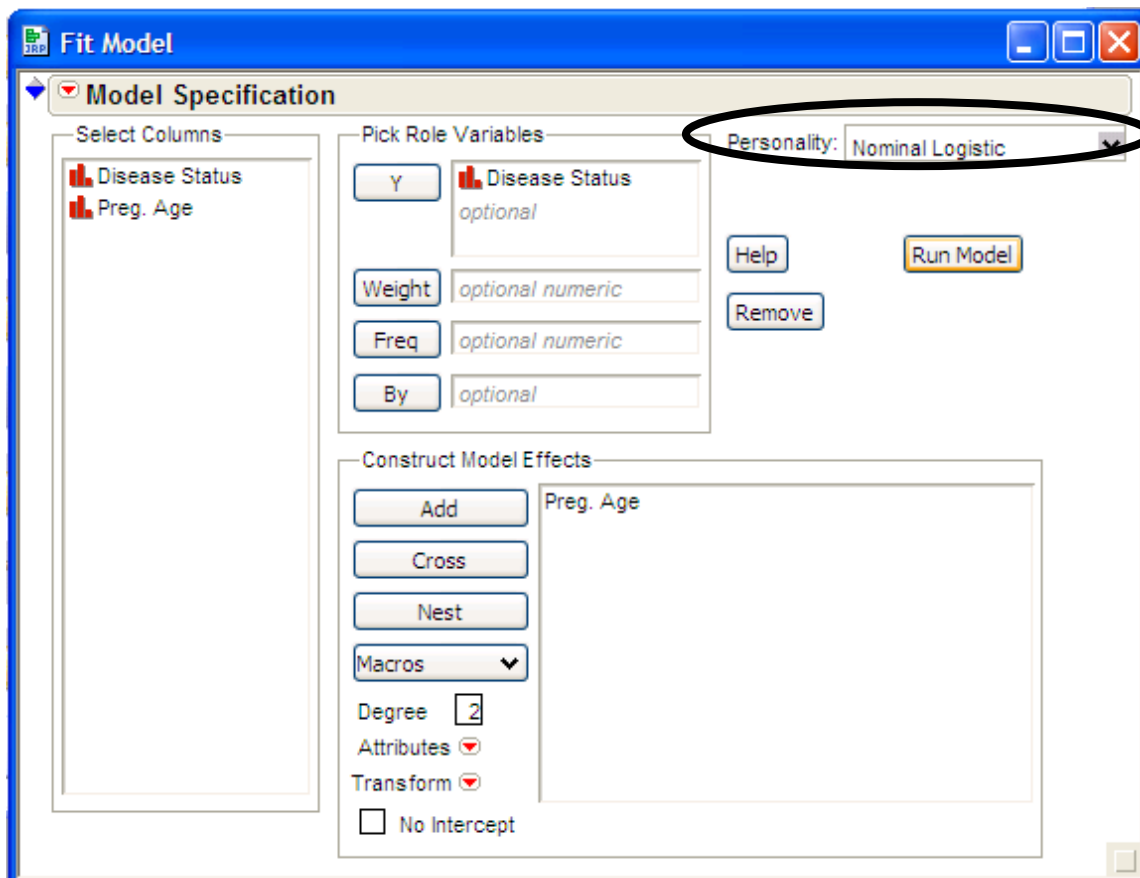 JRP
Fit Model
Model Specification
Select Columns
Disease Status
Preg. Age
Pick Role Variables
Y
Disease Status
optional
Weight
optional numeric
Freq
optional numeric
By
optional
Personality:
Nominal Logistic
Help
Run Model
Remove
Construct Model Effects
Add
Cross
Nest
Macros
Degree
2
Attributes
Transform
No Intercept
Preg. Age